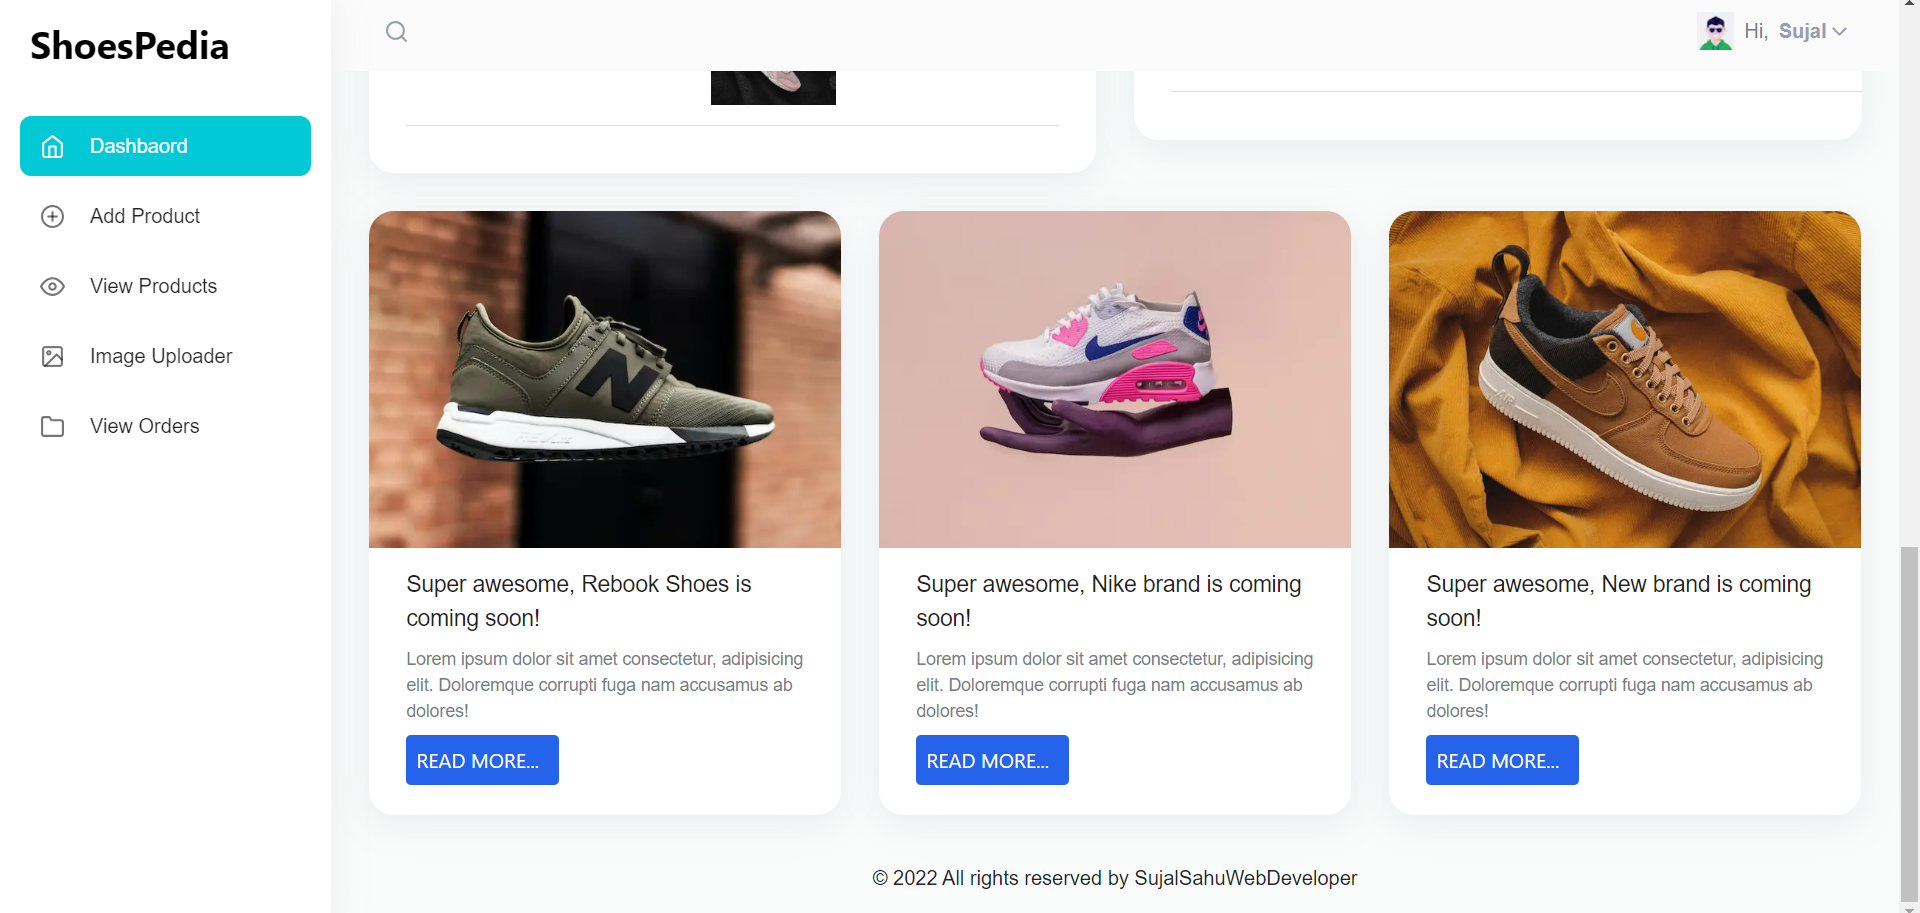 ShoesPedia
Hi, Sujal
Dashbaord
Add Product
View Products
Image Uploader
View Orders
N
AIR
Super awesome, Rebook Shoes is
coming soon!
Lorem ipsum dolor sit amet consectetur, adipisicing
elit. Doloremque corrupti fuga nam accusamus ab
dolores!
READ MORE...
Super awesome, Nike brand is coming
soon!
Lorem ipsum dolor sit amet consectetur, adipisicing
elit. Doloremque corrupti fuga nam accusamus ab
dolores!
READ MORE...
Super awesome, New brand is coming
soon!
Lorem ipsum dolor sit amet consectetur, adipisicing
elit. Doloremque corrupti fuga nam accusamus ab
dolores!
READ MORE...
© 2022 All rights reserved by SujalSahuWebDeveloper